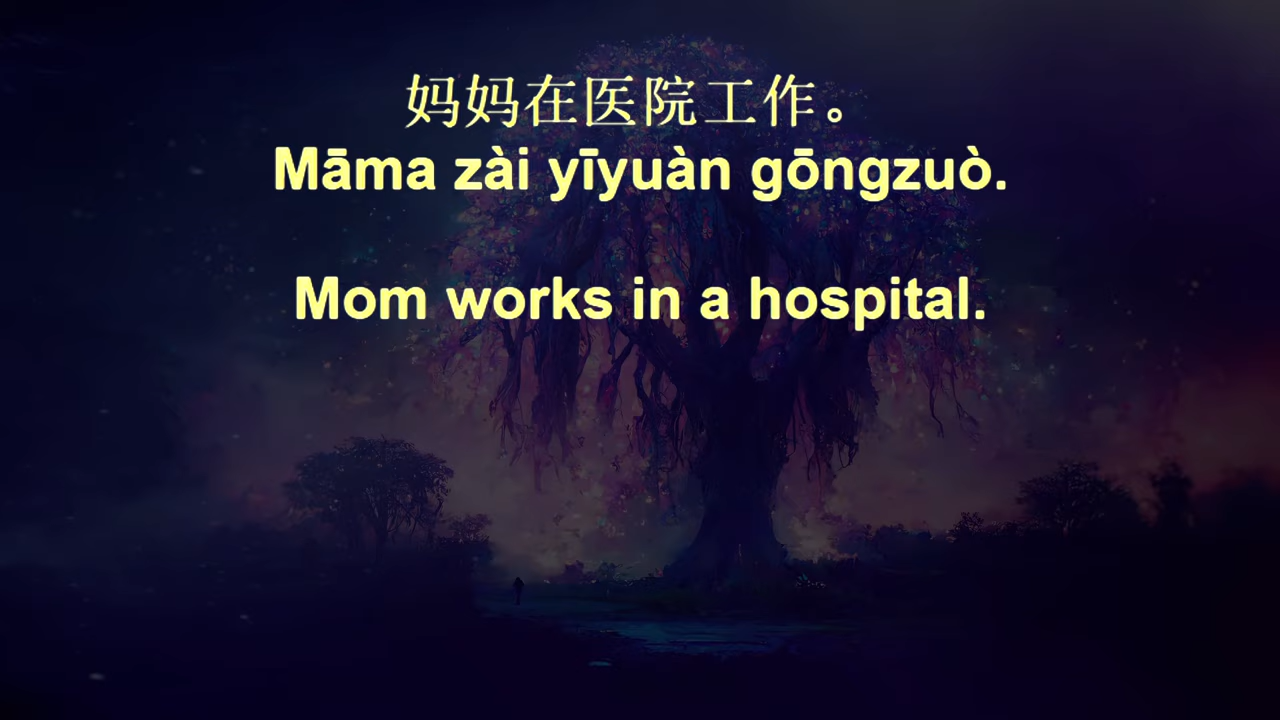 妈妈在医院工作。
Māma zài yīyuàn gōngzuò.
Mom works in a hospital.